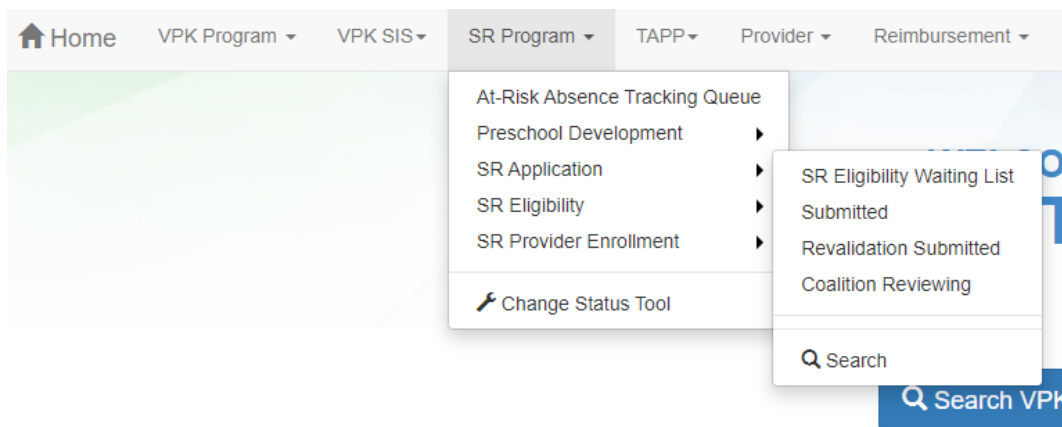 Home VPK Program VPK SIS SR Program TAPP Provider Reimbursement
At-Risk Absence Tracking Queue
Preschool Development
SR Application
SR Eligibility
SR Provider Enrollment
Change Status Tool
SR Eligibility Waiting List
Submitted
Revalidation Submitted
Coalition Reviewing
Search
Search VPK